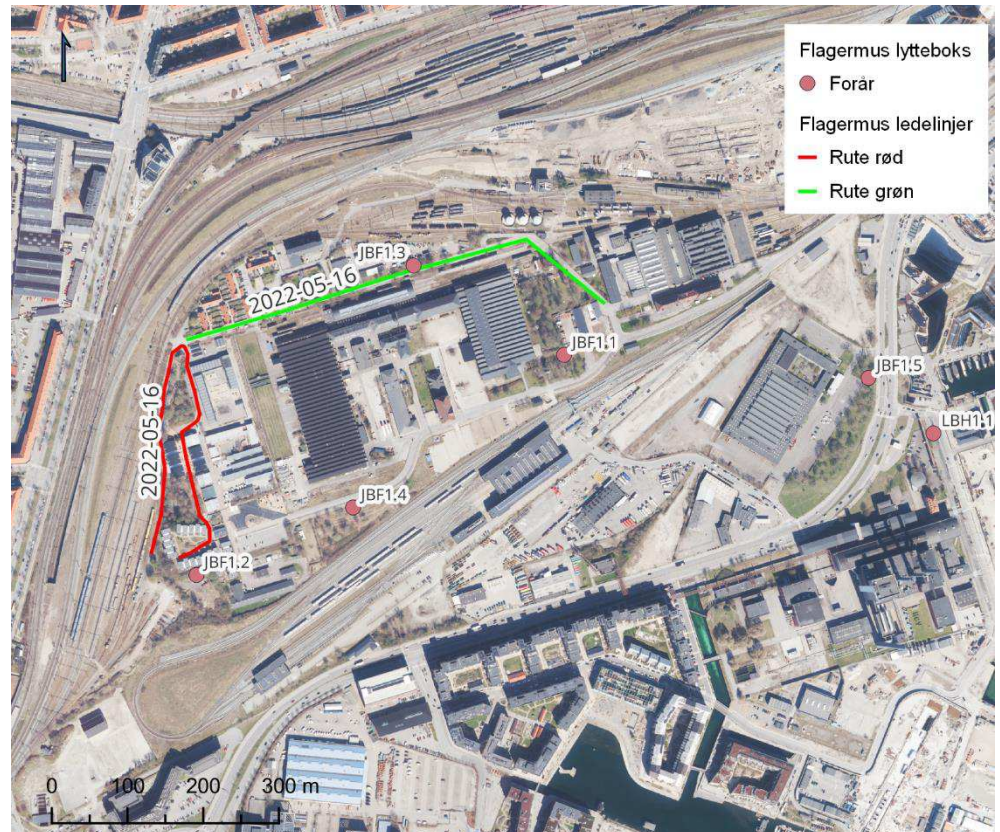 Flagermus lytteboks
Forår
Flagermus ledelinjer
Rute rød
Rute grøn
JBF1.3
2022-05-16
JBF1.1
JBF1.5
LBH1.1
2022-05-16
JBF1.4
JBF1.2
0 100 200 300 m